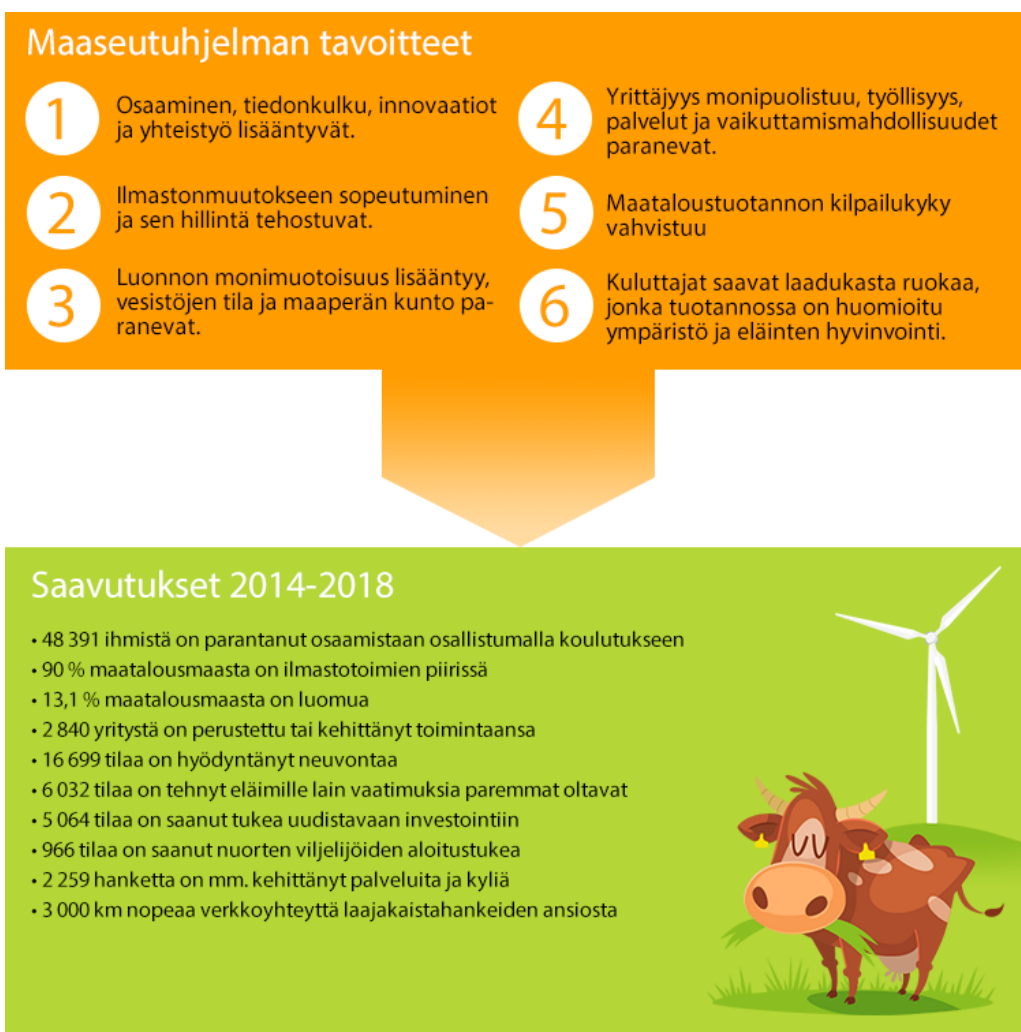 Maaseutuhjelman tavoitteet
1
Osaaminen, tiedonkulku, innovaatiot
ja yhteistyö lisääntyvät.
2
Ilmastonmuutokseen sopeutuminen
ja sen hillintä tehostuvat.
3
Luonnon monimuotoisuus lisääntyy,
vesistöjen tila ja maaperän kunto pa-
ranevat.
4
Yrittäjyys monipuolistuu, työllisyys,
palvelut ja vaikuttamismahdollisuudet
paranevat.
5
Maataloustuotannon kilpailukyky
vahvistuu
6
Kuluttajat saavat laadukasta ruokaa,
jonka tuotannossa on huomioitu
ympäristö ja eläinten hyvinvointi.
Saavutukset 2014-2018
• 48 391 ihmistä on parantanut osaamistaan osallistumalla koulutukseen
• 90 % maatalousmaasta on ilmastotoimien piirissä
• 13,1 % maatalousmaasta on luomua
• 2 840 yritystä on perustettu tai kehittänyt toimintaansa
• 16 699 tilaa on hyödyntänyt neuvontaa
• 6 032 tilaa on tehnyt eläimille lain vaatimuksia paremmat oltavat
• 5 064 tilaa on saanut tukea uudistavaan investointiin
• 966 tilaa on saanut nuorten viljelijöiden aloitustukea
• 2 259 hanketta on mm. kehittänyt palveluita ja kyliä
• 3 000 km nopeaa verkkoyhteyttä laajakaistahankeiden ansiosta